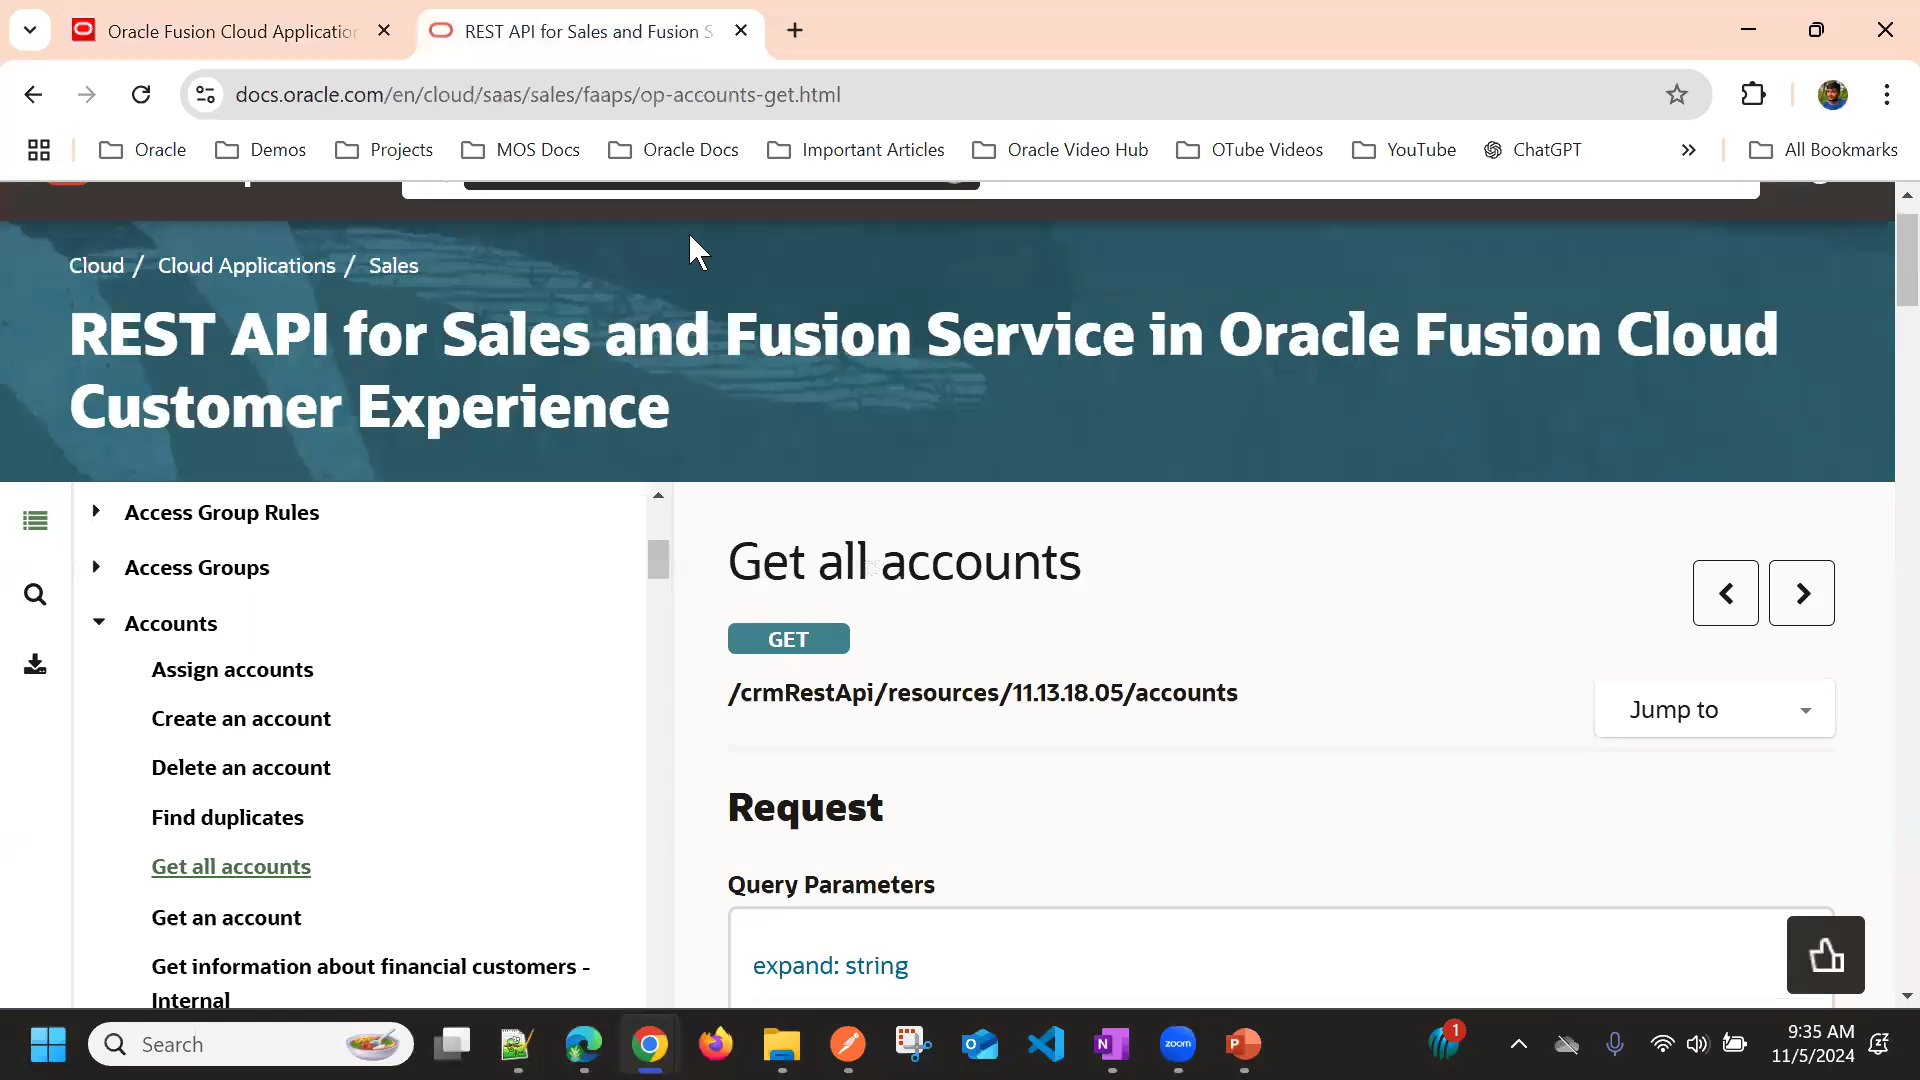 Oracle Fusion Cloud Application
REST API for Sales and Fusion S
docs.oracle.com/en/cloud/saas/sales/faaps/op-accounts-get.html
Oracle
Demos
Projects
MOS Docs
Oracle Docs
Important Articles
Oracle Video Hub
OTube Videos
YouTube
ChatGPT
All Bookmarks
Cloud / Cloud Applications / Sales
REST API for Sales and Fusion Service in Oracle Fusion Cloud
Customer Experience
Access Group Rules
Access Groups
Accounts
Assign accounts
Create an account
Delete an account
Find duplicates
Get all accounts
Get an account
Get information about financial customers -
Internal
Get all accounts
GET
/crmRestApi/resources/11.13.18.05/accounts
Jump to
Request
Query Parameters
expand: string
Search
zoom
1
9:35 AM
11/5/2024